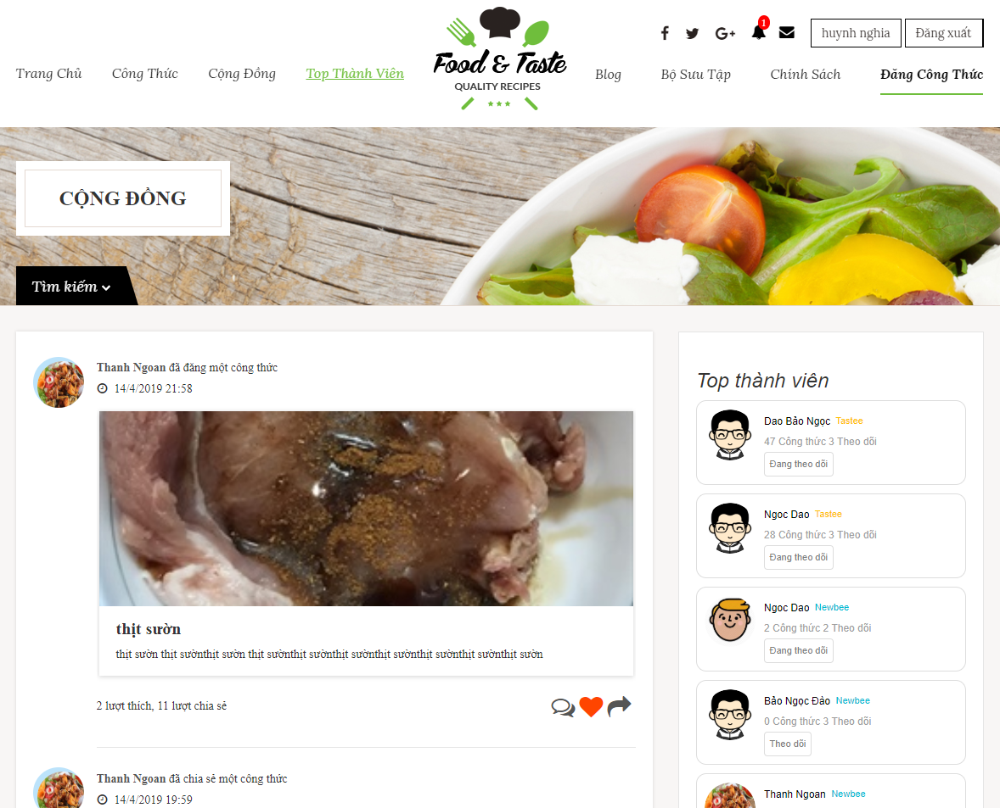 1
huynh nghia
Đăng xuất
Trang Chủ
Công Thức
Cộng Đồng
Top Thành Viên
Food & Taste
QUALITY RECIPES
Blog
Bộ Sưu Tập
Chính Sách
Đăng Công Thức
CỘNG ĐỒNG
Tìm kiếm
Thanh Ngoan đã đăng một công thức
14/4/2019 21:58
thịt sườn
thịt sườn thịt sườnthịt sườn thịt sườnthịt sườnthịt sườnthịt sườnthịt sườnthịt sườnthịt sườn
2 lượt thích, 11 lượt chia sẻ
Thanh Ngoan đã chia sẻ một công thức
14/4/2019 19:59
Top thành viên
Dao Bảo Ngọc Tastee
47 Công thức 3 Theo dõi
Đang theo dõi
Ngoc Dao Tastee
28 Công thức 3 Theo dõi
Đang theo dõi
Ngoc Dao Newbee
2 Công thức 2 Theo dõi
Đang theo dõi
Bảo Ngọc Đào Newbee
0 Công thức 3 Theo dõi
Theo dõi
Thanh Ngoan Newbee